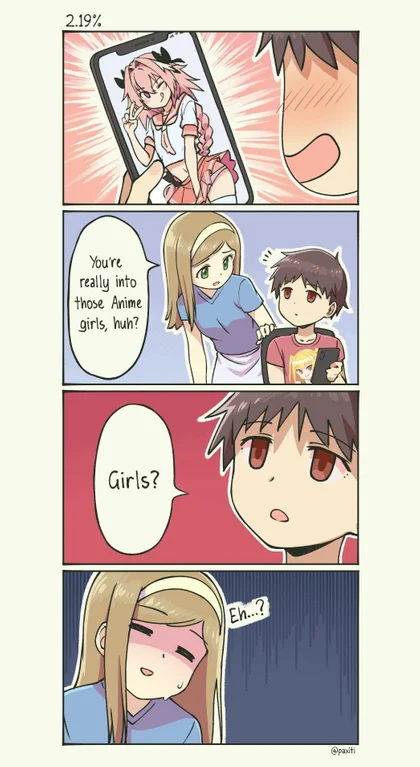 2.19%
You're
really into
those Anime
girls, huh?
Girls?
Eh...?
@paxiti